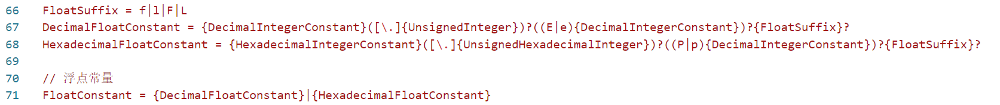 66 FloatSuffix = f|l|F|L
67 DecimalFloatConstant = {DecimalIntegerConstant}([\.]{UnsignedInteger})?((E|e){DecimalIntegerConstant})?{FloatSuffix}?
68 HexadecimalFloatConstant = {HexadecimalIntegerConstant}([\.]{UnsignedHexadecimalInteger})?((P|p){DecimalIntegerConstant})?{FloatSuffix}?
69
70 // 浮点常量
71 FloatConstant = {DecimalFloatConstant}|{HexadecimalFloatConstant}